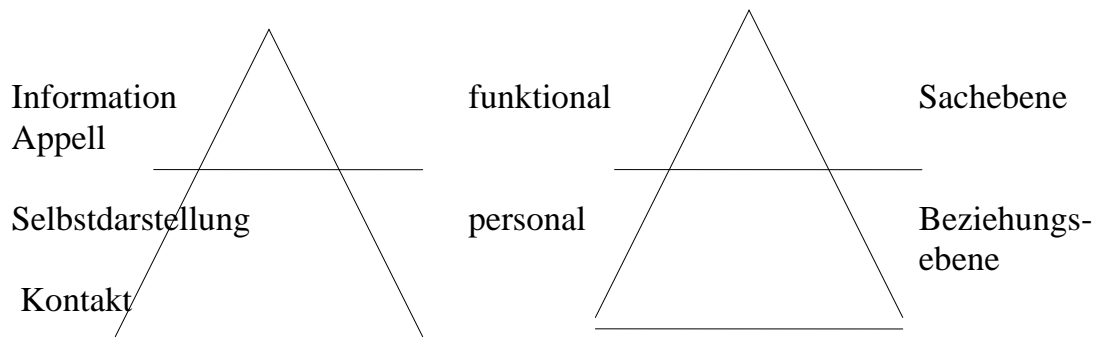 Information funktional Sachebene
Appell
Selbstdarstellung personal Beziehungs-
ebene
Kontakt